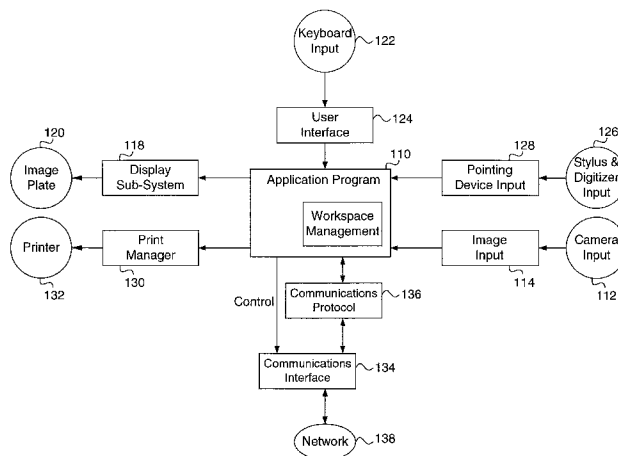 Keyboard
Input
122
User
Interface
124
120
118
110
128
126
Image
Plate
Display
Sub-System
Application Program
Pointing
Device Input
Stylus &
Digitizer
Input
Workspace
Management
Printer
Print
Manager
Image
Input
Camera
Input
132
130
114
112
Control
Communications
Protocol
136
Communications
Interface
134
Network
138